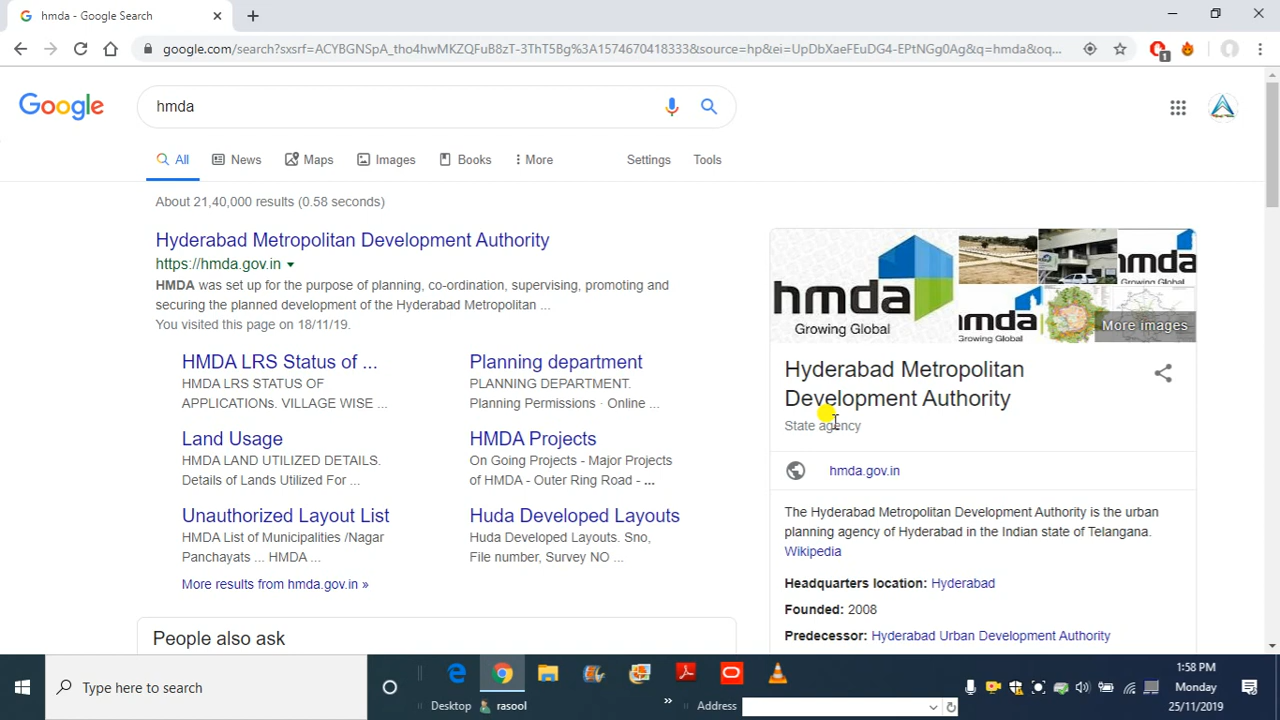 hmda - Google Search
google.com/search?sxsrf=ACYBGNSpA_tho4hwMKZQFuB8zT-3ThT5Bg%3A1574670418333&source=hp&ei=UpDbXaeFEuDG4-EPtNGg0Ag&q=hmda&oq...
1
Google
hmda
All
News
Maps
Images
Books
More
Settings
Tools
About 21,40,000 results (0.58 seconds)
Hyderabad Metropolitan Development Authority
https://hmda.gov.in
HMDA was set up for the purpose of planning, co-ordination, supervising, promoting and
securing the planned development of the Hyderabad Metropolitan ...
You visited this page on 18/11/19.
HMDA LRS Status of ...
HMDA LRS STATUS OF
APPLICATIONs. VILLAGE WISE ...
Planning department
PLANNING DEPARTMENT.
Planning Permissions · Online ...
Land Usage
HMDA LAND UTILIZED DETAILS.
Details of Lands Utilized For ...
HMDA Projects
On Going Projects - Major Projects
of HMDA - Outer Ring Road - ...
Unauthorized Layout List
HMDA List of Municipalities /Nagar
Panchayats ... HMDA ...
Huda Developed Layouts
Huda Developed Layouts. Sno,
File number, Survey NO ...
More results from hmda.gov.in »
People also ask
hmda
Growing Global
hmda
Growing Global
hmda
Growing Global
More images
Hyderabad Metropolitan
Development Authority
State agency
hmda.gov.in
The Hyderabad Metropolitan Development Authority is the urban
planning agency of Hyderabad in the Indian state of Telangana.
Wikipedia
Headquarters location: Hyderabad
Founded: 2008
Predecessor: Hyderabad Urban Development Authority
Type here to search
Desktop
rasool
»
Address
1:58 PM
Monday
25/11/2019